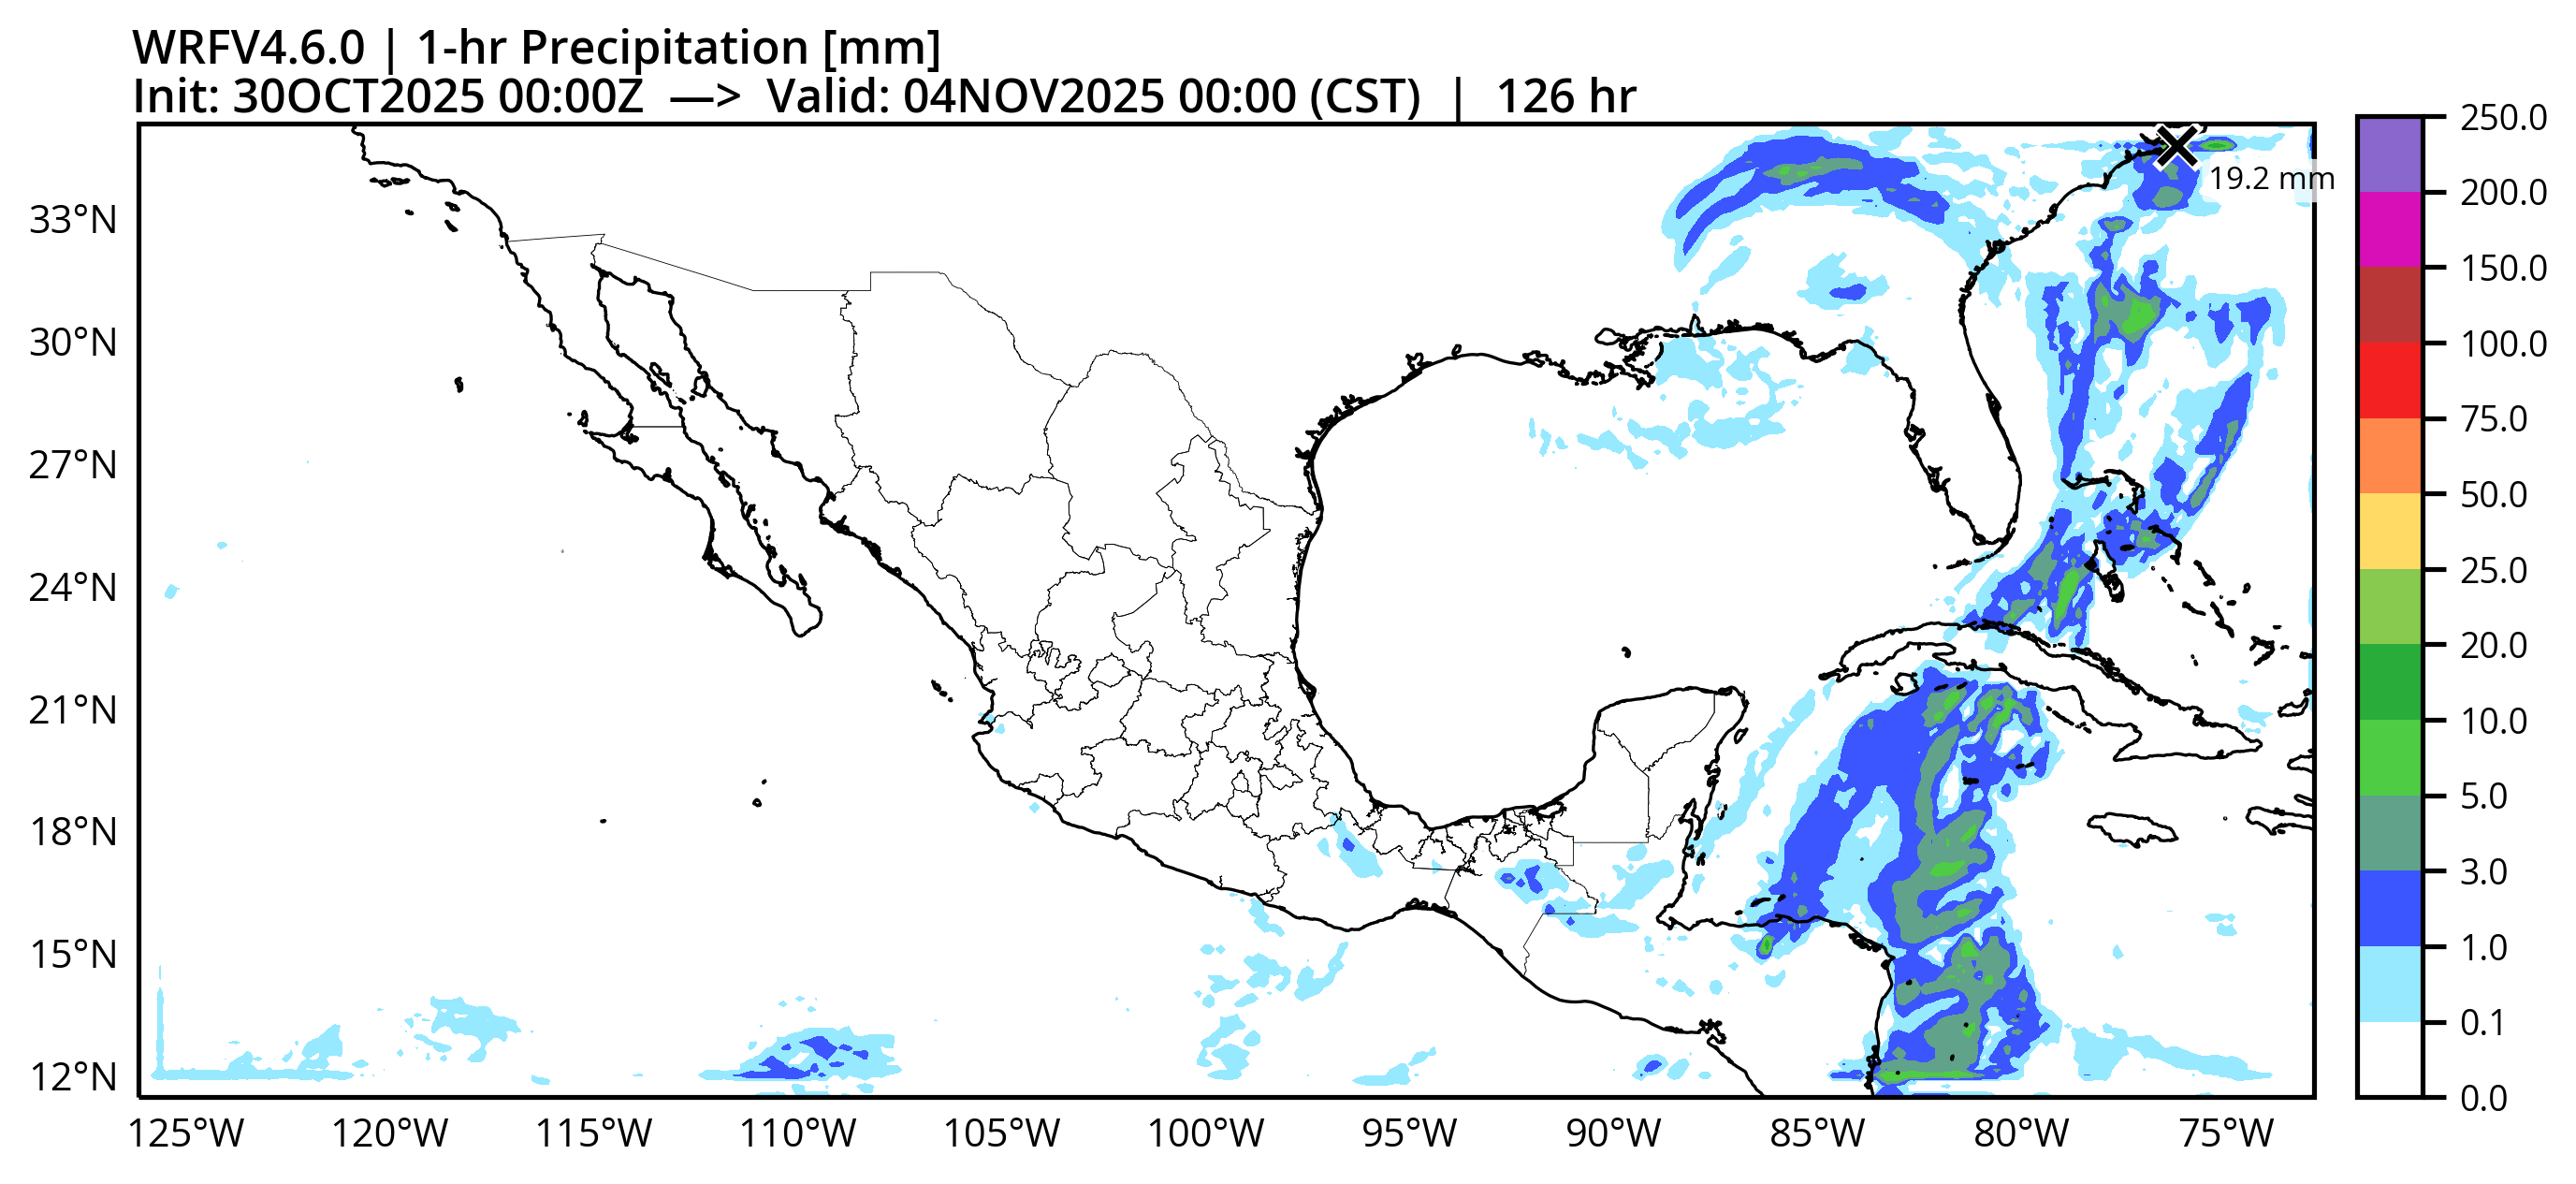 WRFV4.6.0 | 1-hr Precipitation [mm]
Init: 30OCT2025 00:00Z —> Valid: 04NOV2025 00:00 (CST) | 126 hr
19.2 mm
33°N
30°N
27°N
24°N
21°N
18°N
15°N
12°N
125°W 120°W 115°W 110°W 105°W 100°W 95°W 90°W 85°W 80°W 75°W
250.0
200.0
150.0
100.0
75.0
50.0
25.0
20.0
10.0
5.0
3.0
1.0
0.1
0.0